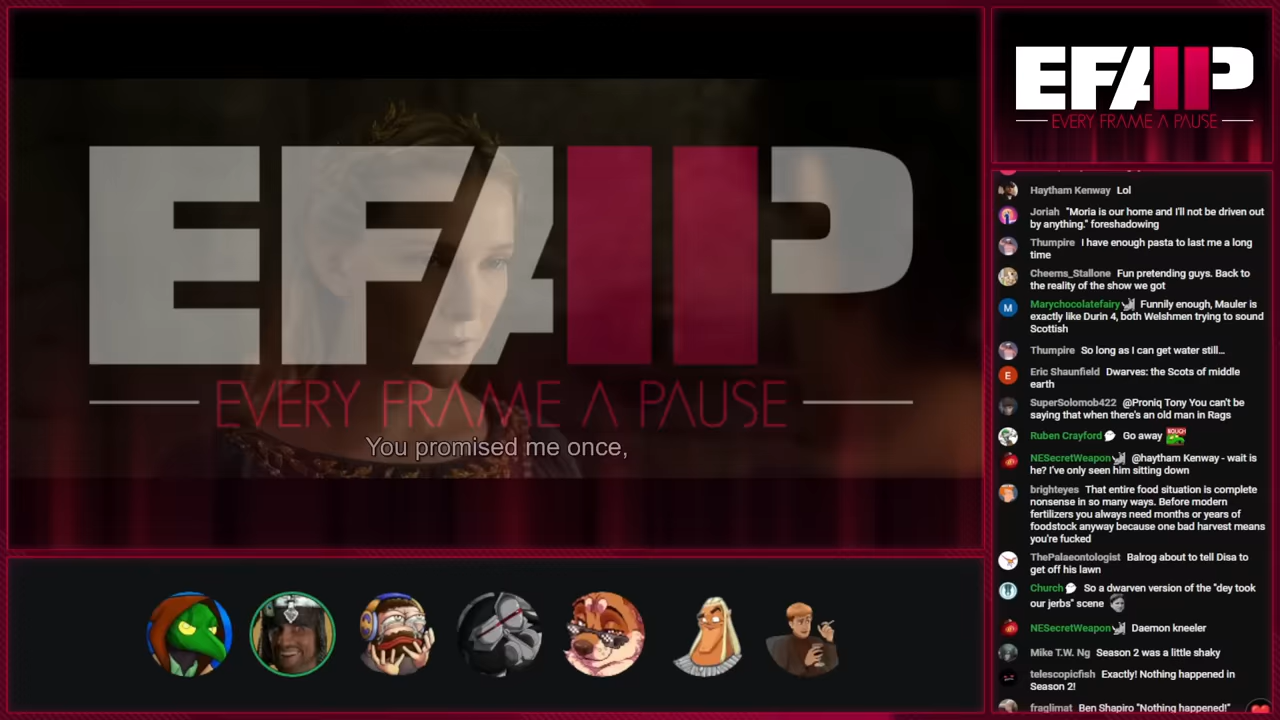 EFAP
EVERY FRAME A PAUSE
You promised me once,
EFAP
EVERY FRAME A PAUSE
Haytham Kenway Lol
Joriah "Moria is our home and I'll not be driven out
by anything." foreshadowing
Thumpire I have enough pasta to last me a long
time
Cheems_Stallone Fun pretending guys. Back to
the reality of the show we got
M
Marychocolatefairy Funnily enough, Mauler is
exactly like Durin 4, both Welshmen trying to sound
Scottish
Thumpire So long as I can get water still...
E
Eric Shaunfield Dwarves: the Scots of middle
earth
SuperSolomob422 @Proniq Tony You can't be
saying that when there's an old man in Rags
Ruben Crayford Go away
NESecretWeapon @haytham Kenway - wait is
he? I've only seen him sitting down
brighteyes That entire food situation is complete
nonsense in so many ways. Before modern
fertilizers you always need months or years of
foodstock anyway because one bad harvest means
you're fucked
ThePalaeontologist Balrog about to tell Disa to
get off his lawn
Church So a dwarven version of the "dey took
our jerbs" scene
NESecretWeapon Daemon kneeler
Mike T.W. Ng Season 2 was a little shaky
telescopicfish Exactly! Nothing happened in
Season 2!
fraglimat Ben Shapiro "Nothing happened!"